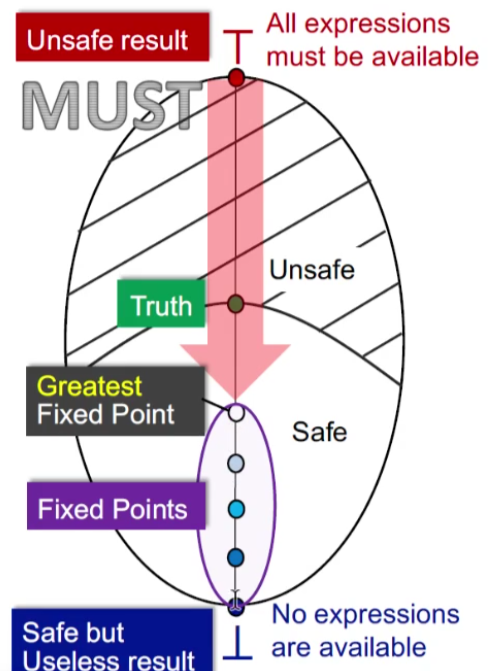 Unsafe result
⊤
All expressions
must be available
MUST
Unsafe
Truth
Greatest
Fixed Point
Safe
Fixed Points
No expressions
are available
Safe but
Useless result
⊥